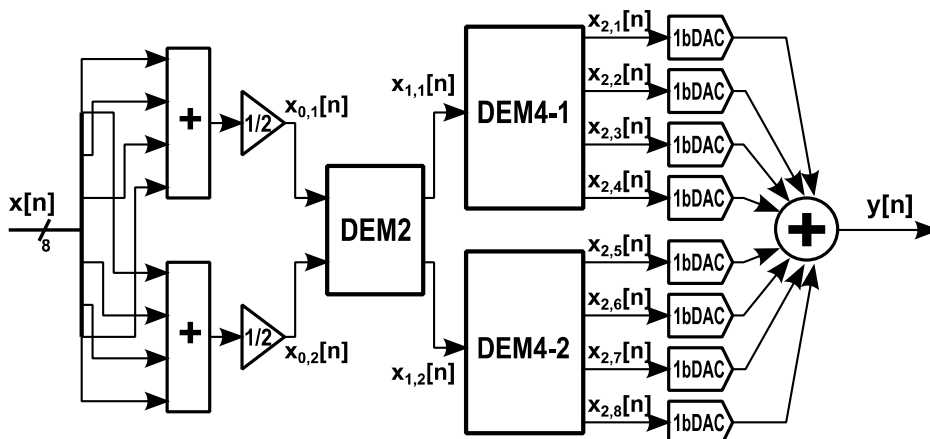 x[n]
8
+
1/2
x0,1[n]
+
1/2
x0,2[n]
DEM2
x1,1[n]
x1,2[n]
DEM4-1
DEM4-2
x2,1[n]
1bDAC
x2,2[n]
1bDAC
x2,3[n]
1bDAC
x2,4[n]
1bDAC
x2,5[n]
1bDAC
x2,6[n]
1bDAC
x2,7[n]
1bDAC
x2,8[n]
1bDAC
+
y[n]